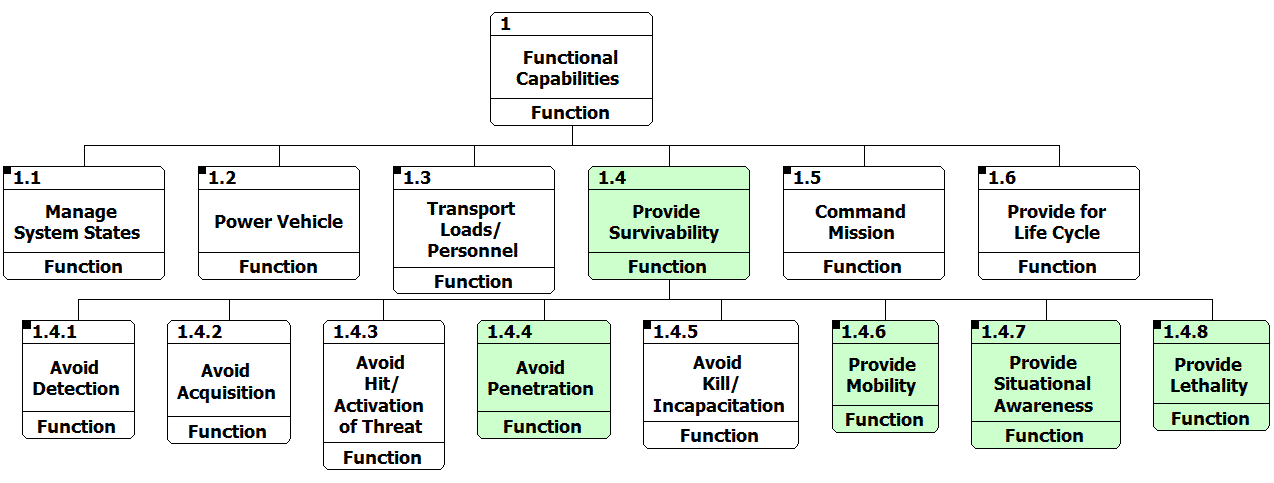 1
Functional
Capabilities
Function
1.1
Manage
System States
Function
1.2
Power Vehicle
Function
1.3
Transport
Loads/
Personnel
Function
1.4
Provide
Survivability
Function
1.5
Command
Mission
Function
1.6
Provide for
Life Cycle
Function
1.4.1
Avoid
Detection
Function
1.4.2
Avoid
Acquisition
Function
1.4.3
Avoid
Hit/
Activation
of Threat
Function
1.4.4
Avoid
Penetration
Function
1.4.5
Avoid
Kill/
Incapacitation
Function
1.4.6
Provide
Mobility
Function
1.4.7
Provide
Situational
Awareness
Function
1.4.8
Provide
Lethality
Function